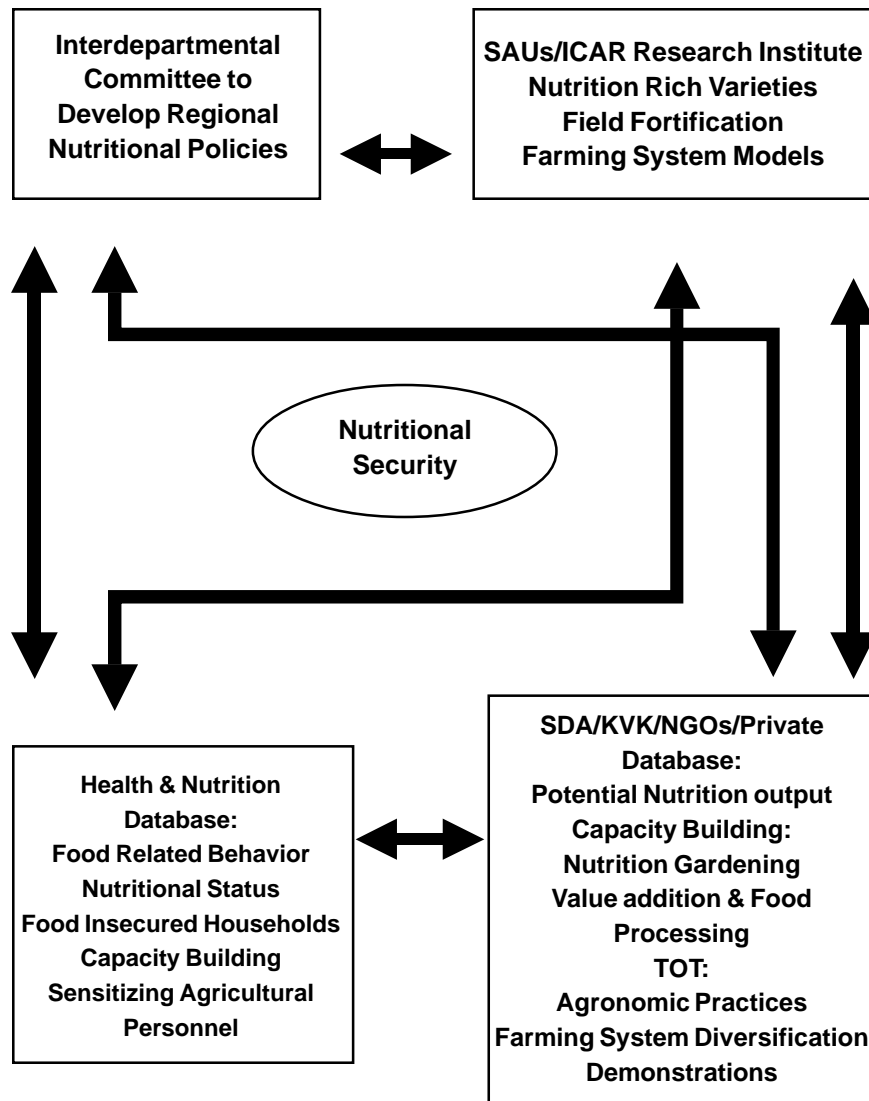 Interdepartmental
Committee to
Develop Regional
Nutritional Policies
SAUs/ICAR Research Institute
Nutrition Rich Varieties
Field Fortification
Farming System Models
Nutritional
Security
Health & Nutrition
Database:
Food Related Behavior
Nutritional Status
Food Insecured Households
Capacity Building
Sensitizing Agricultural
Personnel
SDA/KVK/NGOs/Private
Database:
Potential Nutrition output
Capacity Building:
Nutrition Gardening
Value addition & Food
Processing
TOT:
Agronomic Practices
Farming System Diversification
Demonstrations